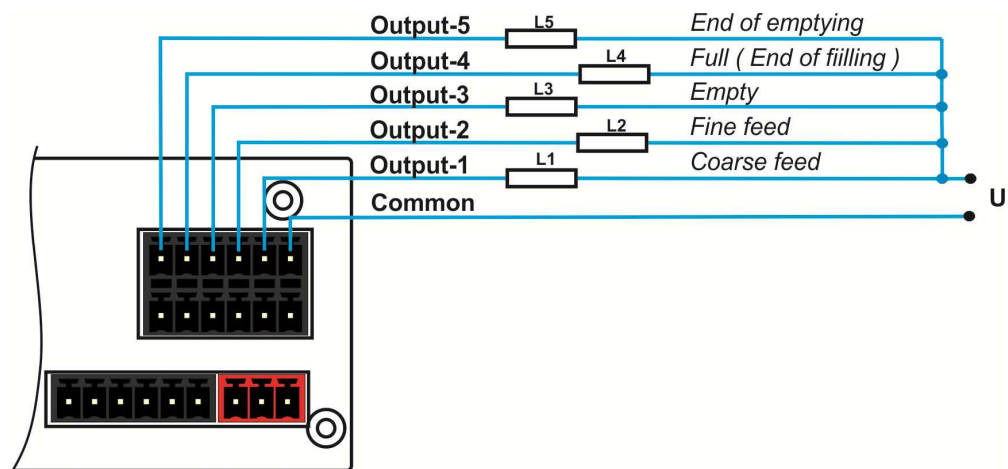 Output-5 L5 End of emptying
Output-4 L4 Full ( End of fiilling )
Output-3 L3 Empty
Output-2 L2 Fine feed
Output-1 L1 Coarse feed
Common U